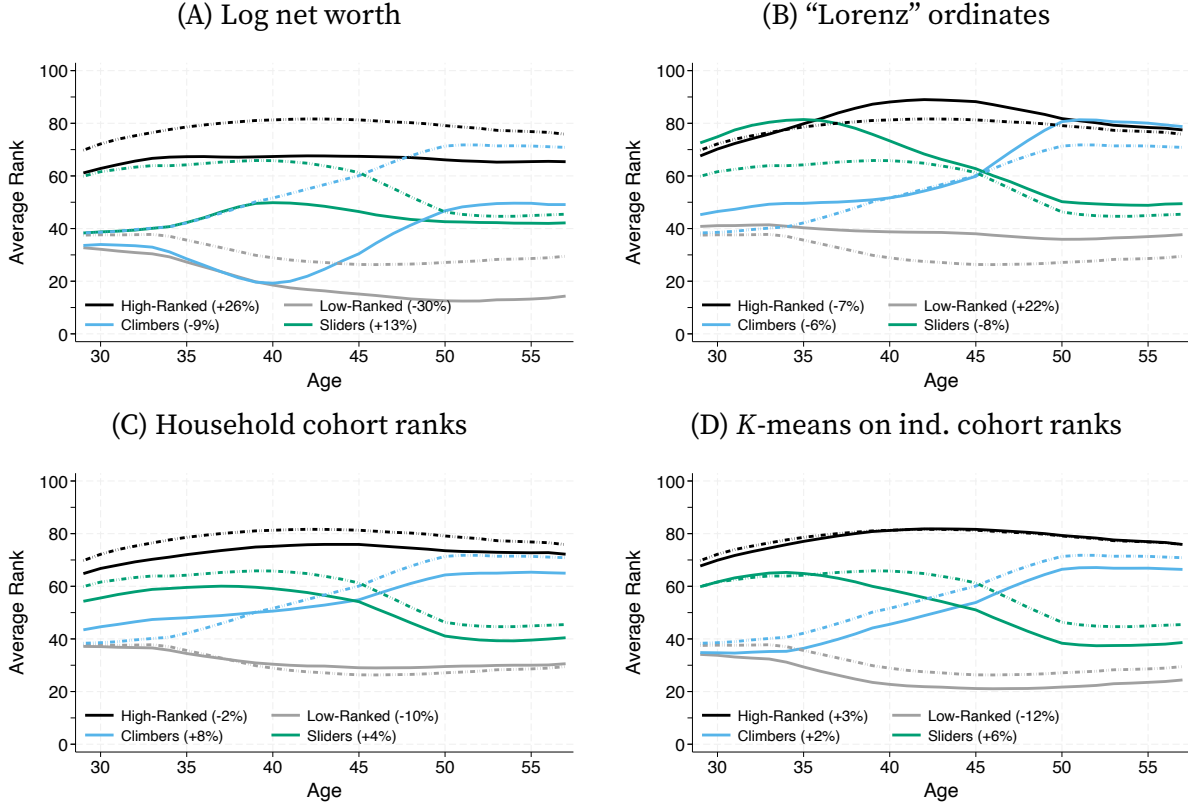 (A) Log net worth
Average Rank
100
80
60
40
20
0
High-Ranked (+26%) Low-Ranked (-30%)
Climbers (-9%) Sliders (+13%)
30 35 40 45 50 55
Age
(B) “Lorenz” ordinates
Average Rank
100
80
60
40
20
0
High-Ranked (-7%) Low-Ranked (+22%)
Climbers (-6%) Sliders (-8%)
30 35 40 45 50 55
Age
(C) Household cohort ranks
Average Rank
100
80
60
40
20
0
High-Ranked (-2%) Low-Ranked (-10%)
Climbers (+8%) Sliders (+4%)
30 35 40 45 50 55
Age
(D) K-means on ind. cohort ranks
Average Rank
100
80
60
40
20
0
High-Ranked (+3%) Low-Ranked (-12%)
Climbers (+2%) Sliders (+6%)
30 35 40 45 50 55
Age